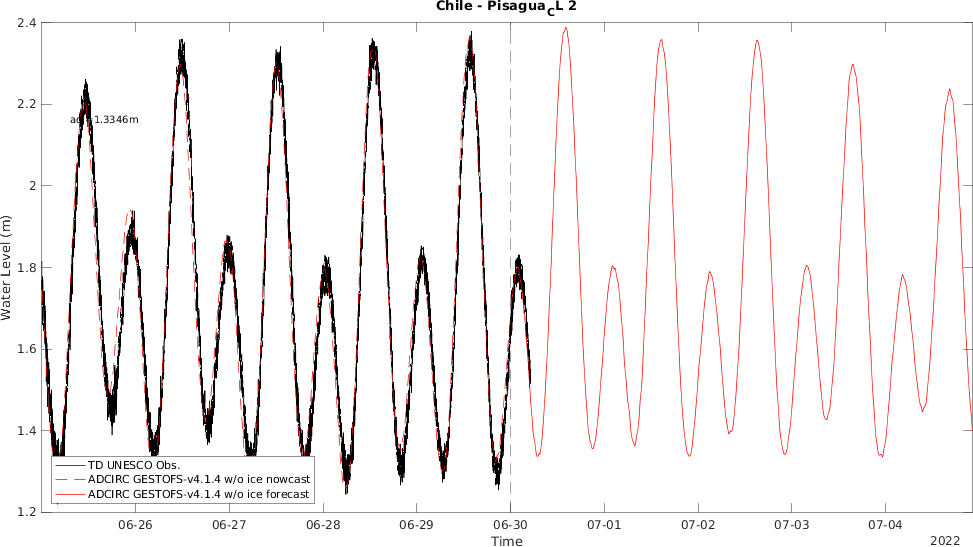 Chile - PisaguaCL 2
2.4
2.2
2
1.8
1.6
1.4
1.2
Water Level (m)
1.3346m
TD UNESCO Obs.
ADCIRC GESTOFS-v4.1.4 w/o ice nowcast
ADCIRC GESTOFS-v4.1.4 w/o ice forecast
06-26 06-27 06-28 06-29 06-30 07-01 07-02 07-03 07-04
Time
2022